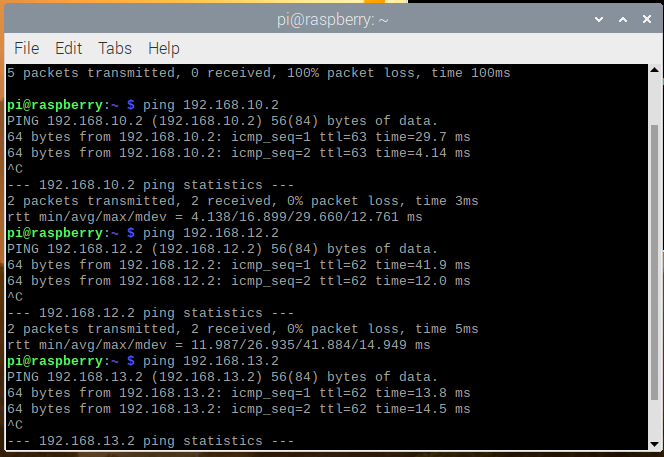 pi@raspberry: ~
File Edit Tabs Help
5 packets transmitted, 0 received, 100% packet loss, time 100ms
pi@raspberry:~ $ ping 192.168.10.2
PING 192.168.10.2 (192.168.10.2) 56(84) bytes of data.
64 bytes from 192.168.10.2: icmp_seq=1 ttl=63 time=29.7 ms
64 bytes from 192.168.10.2: icmp_seq=2 ttl=63 time=4.14 ms
^C
--- 192.168.10.2 ping statistics ---
2 packets transmitted, 2 received, 0% packet loss, time 3ms
rtt min/avg/max/mdev = 4.138/16.899/29.660/12.761 ms
pi@raspberry:~ $ ping 192.168.12.2
PING 192.168.12.2 (192.168.12.2) 56(84) bytes of data.
64 bytes from 192.168.12.2: icmp_seq=1 ttl=62 time=41.9 ms
64 bytes from 192.168.12.2: icmp_seq=2 ttl=62 time=12.0 ms
^C
--- 192.168.12.2 ping statistics ---
2 packets transmitted, 2 received, 0% packet loss, time 5ms
rtt min/avg/max/mdev = 11.987/26.935/41.884/14.949 ms
pi@raspberry:~ $ ping 192.168.13.2
PING 192.168.13.2 (192.168.13.2) 56(84) bytes of data.
64 bytes from 192.168.13.2: icmp_seq=1 ttl=62 time=13.8 ms
64 bytes from 192.168.13.2: icmp_seq=2 ttl=62 time=14.5 ms
^C
--- 192.168.13.2 ping statistics ---